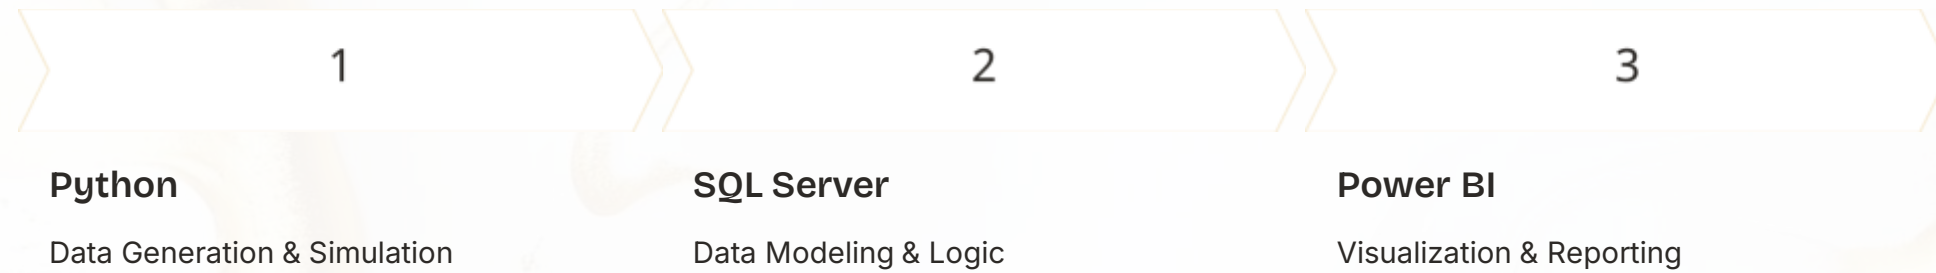 1
2
3
Python
SQL Server
Power BI
Data Generation & Simulation
Data Modeling & Logic
Visualization & Reporting